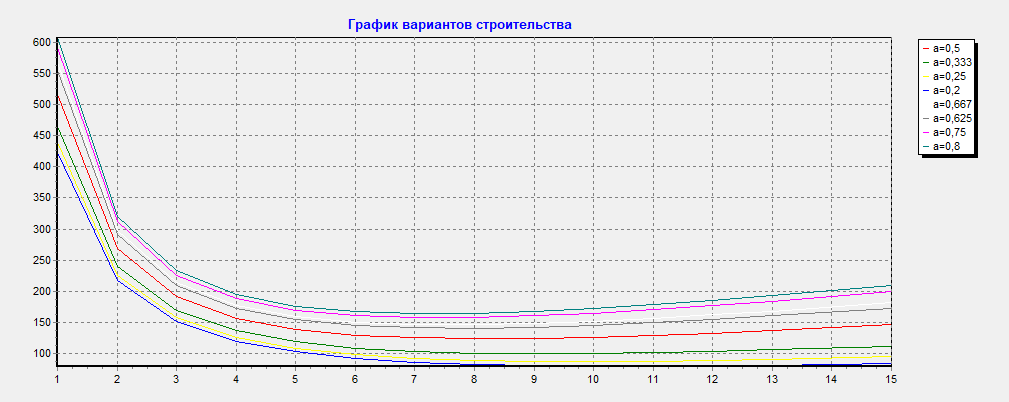 График вариантов строительства
600
550
500
450
400
350
300
250
200
150
100
1 2 3 4 5 6 7 8 9 10 11 12 13 14 15
a=0,5
a=0,333
a=0,25
a=0,2
a=0,667
a=0,625
a=0,75
a=0,8